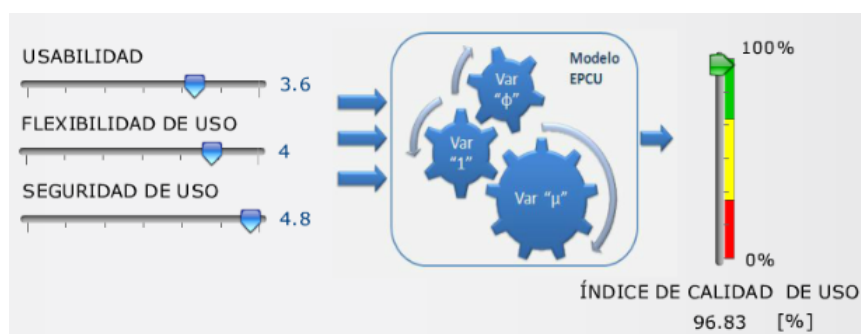 USABILIDAD
3.6
FLEXIBILIDAD DE USO
4
SEGURIDAD DE USO
4.8
Modelo
EPCU
Var
"ϕ"
Var
"1"
Var "μ"
100%
0%
ÍNDICE DE CALIDAD DE USO
96.83 [%]